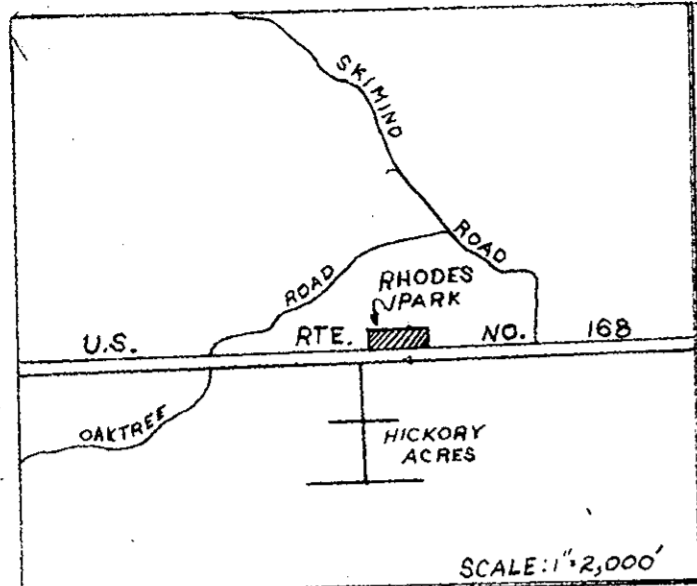 SKIMINO
ROAD
ROAD
RHODES
PARK
U.S. RTE. NO. 168
OAKTREE
HICKORY
ACRES
SCALE: 1"=2,000'